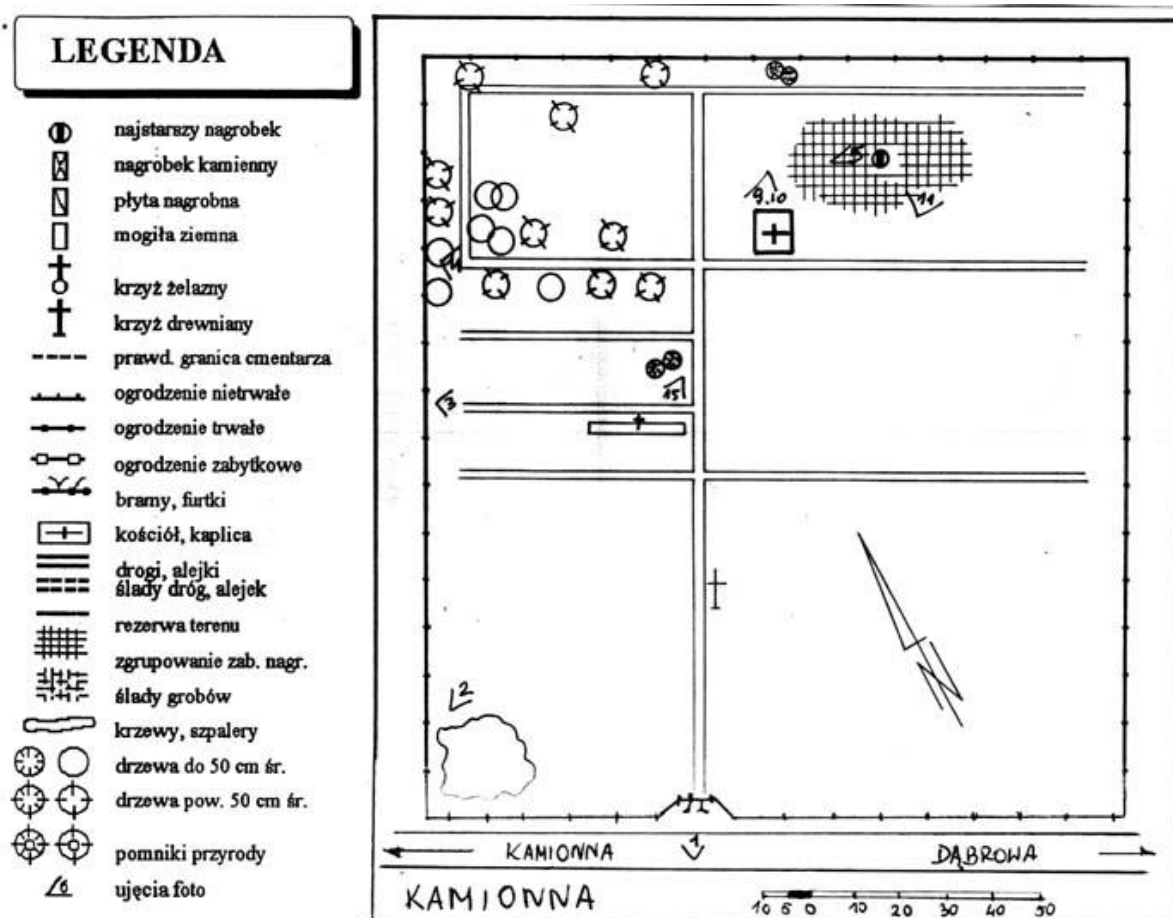 LEGENDA
najstarszy nagrobek
nagrobek kamienny
płyta nagrobna
mogiła ziemna
krzyż żelazny
krzyż drewniany
prawd. granica cmentarza
ogrodzenie nietrwałe
ogrodzenie trwałe
ogrodzenie zabytkowe
bramy, furtki
kościół, kaplica
drogi, alejki
ślady dróg, alejek
rezerwa terenu
zgrupowanie zab. nagr.
ślady grobów
krzewy, szpalery
drzewa do 50 cm śr.
drzewa pow. 50 cm śr.
pomniki przyrody
6
ujęcia foto
9.10
11
15
3
2
1
KAMIONNA
DĄBROWA
KAMIONNA
10 5 0 10 20 30 40 50